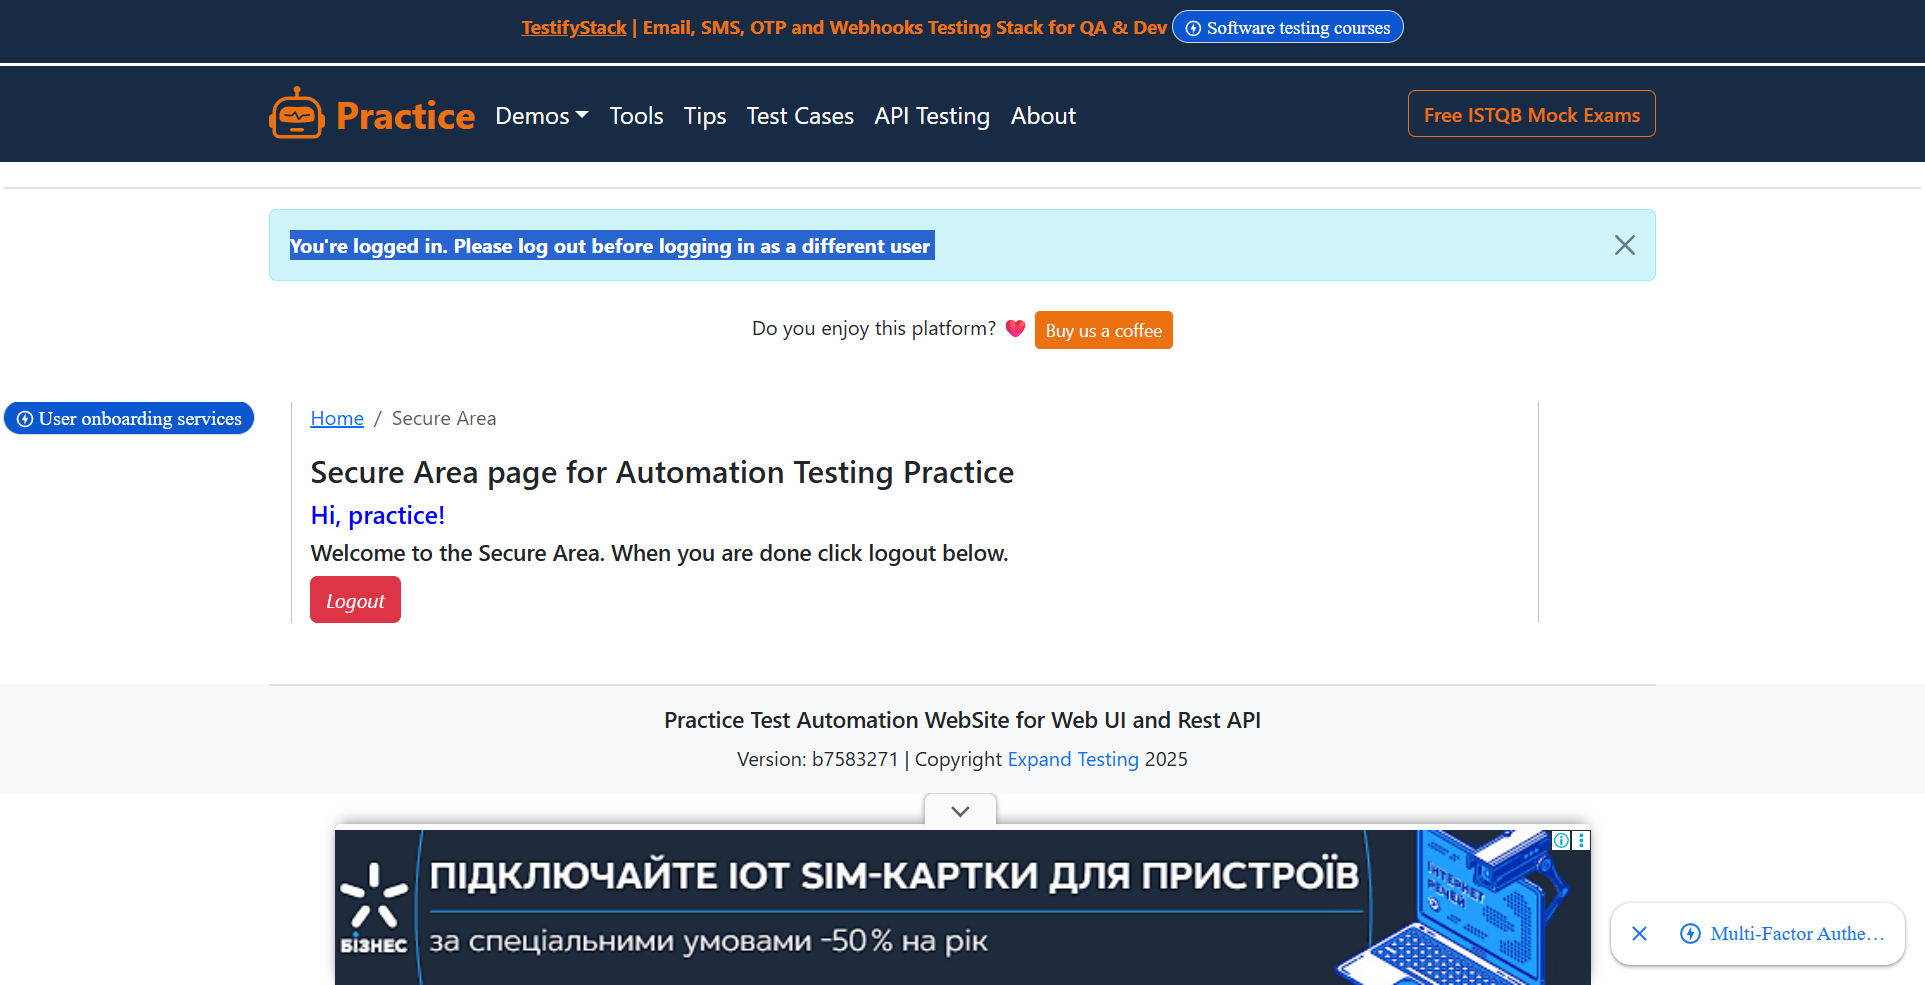 TestifyStack | Email, SMS, OTP and Webhooks Testing Stack for QA & Dev Software testing courses
Practice Demos Tools Tips Test Cases API Testing About Free ISTQB Mock Exams
You're logged in. Please log out before logging in as a different user
Do you enjoy this platform? Buy us a coffee
User onboarding services
Home / Secure Area
Secure Area page for Automation Testing Practice
Hi, practice!
Welcome to the Secure Area. When you are done click logout below.
Logout
Practice Test Automation WebSite for Web UI and Rest API
Version: b7583271 | Copyright Expand Testing 2025
ПІДКЛЮЧАЙТЕ ІОТ SIM-КАРТКИ ДЛЯ ПРИСТРОЇВ
за спеціальними умовами -50% на рік
БІЗНЕС
ІНТЕРНЕТ
РЕЧЕЙ
Multi-Factor Authe...